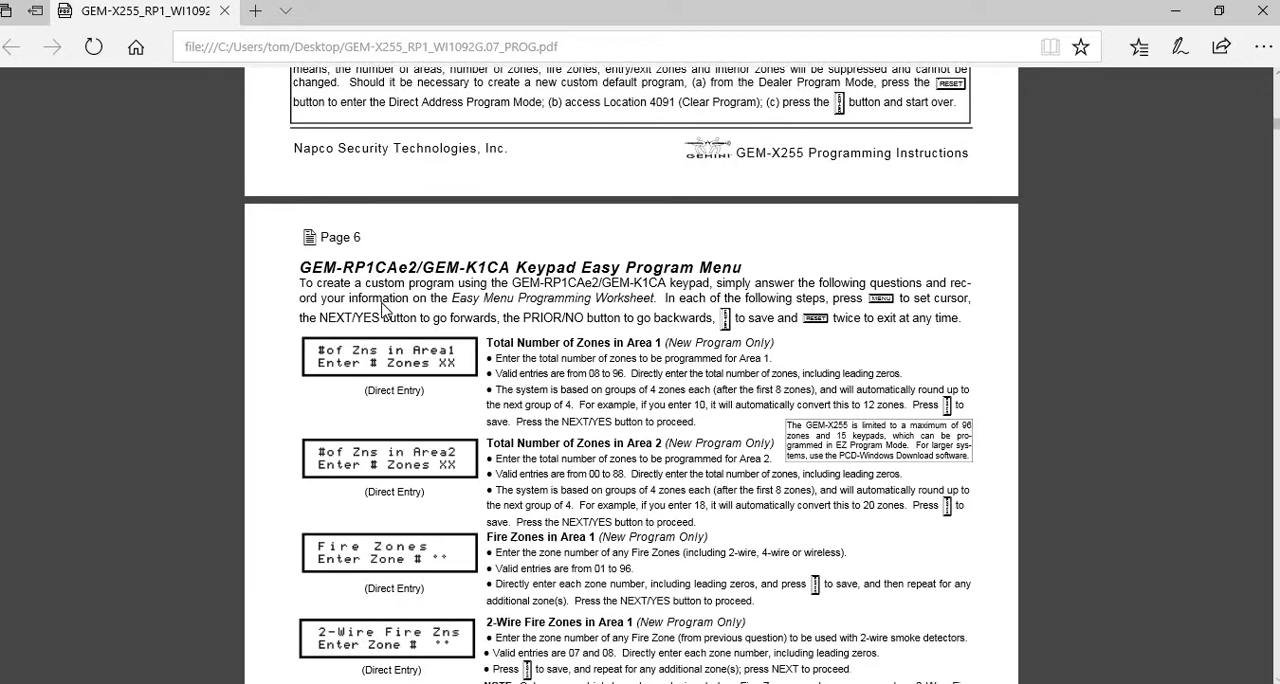 GEM-X255_RP1_WI1092
file:///C:/Users/tom/Desktop/GEM-X255_RP1_WI1092G.07_PROG.pdf
means, the number of areas, number of zones, fire zones, entry/exit zones and interior zones will be suppressed and cannot be
changed. Should it be necessary to create a new custom default program, (a) from the Dealer Program Mode, press the RESET
button to enter the Direct Address Program Mode; (b) access Location 4091 (Clear Program); (c) press the button and start over.
Napco Security Technologies, Inc.
GEMINI GEM-X255 Programming Instructions
Page 6
GEM-RP1CAe2/GEM-K1CA Keypad Easy Program Menu
To create a custom program using the GEM-RP1CAe2/GEM-K1CA keypad, simply answer the following questions and rec-
ord your information on the Easy Menu Programming Worksheet. In each of the following steps, press MENU to set cursor,
the NEXT/YES button to go forwards, the PRIOR/NO button to go backwards, to save and RESET twice to exit at any time.
#of Zns in Area1
Enter # Zones XX
(Direct Entry)
Total Number of Zones in Area 1 (New Program Only)
● Enter the total number of zones to be programmed for Area 1.
● Valid entries are from 08 to 96. Directly enter the total number of zones, including leading zeros.
● The system is based on groups of 4 zones each (after the first 8 zones), and will automatically round up to
the next group of 4. For example, if you enter 10, it will automatically convert this to 12 zones. Press to
save. Press the NEXT/YES button to proceed.
The GEM-X255 is limited to a maximum of 96
zones and 15 keypads, which can be pro-
grammed in EZ Program Mode. For larger sys-
tems, use the PCD-Windows Download software.
#of Zns in Area2
Enter # Zones XX
(Direct Entry)
Total Number of Zones in Area 2 (New Program Only)
● Enter the total number of zones to be programmed for Area 2.
● Valid entries are from 00 to 88. Directly enter the total number of zones, including leading zeros.
● The system is based on groups of 4 zones each (after the first 8 zones), and will automatically round up to
the next group of 4. For example, if you enter 18, it will automatically convert this to 20 zones. Press to
save. Press the NEXT/YES button to proceed.
Fire Zones
Enter Zone # **
(Direct Entry)
Fire Zones in Area 1 (New Program Only)
● Enter the zone number of any Fire Zones (including 2-wire, 4-wire or wireless).
● Valid entries are from 01 to 96.
● Directly enter each zone number, including leading zeros, and press to save, and then repeat for any
additional zone(s). Press the NEXT/YES button to proceed.
2-Wire Fire Zns
Enter Zone # **
(Direct Entry)
2-Wire Fire Zones in Area 1 (New Program Only)
● Enter the zone number of any Fire Zone (from previous question) to be used with 2-wire smoke detectors.
● Valid entries are 07 and 08. Directly enter each zone number, including leading zeros.
● Press to save, and repeat for any additional zone(s); press NEXT to proceed.